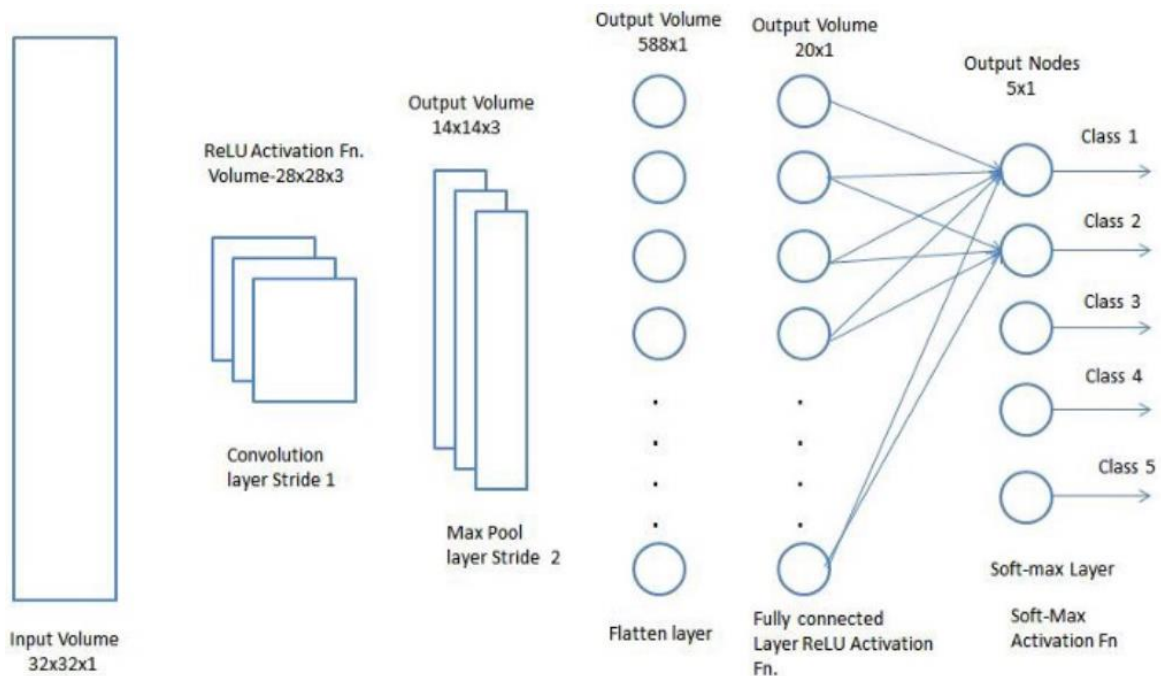 Input Volume
32x32x1
ReLU Activation Fn.
Volume-28x28x3
Convolution
layer Stride 1
Output Volume
14x14x3
Max Pool
layer Stride 2
Output Volume
588x1
Flatten layer
Output Volume
20x1
Fully connected
Layer ReLU Activation
Fn.
Output Nodes
5x1
Class 1
Class 2
Class 3
Class 4
Class 5
Soft-max Layer
Soft-Max
Activation Fn